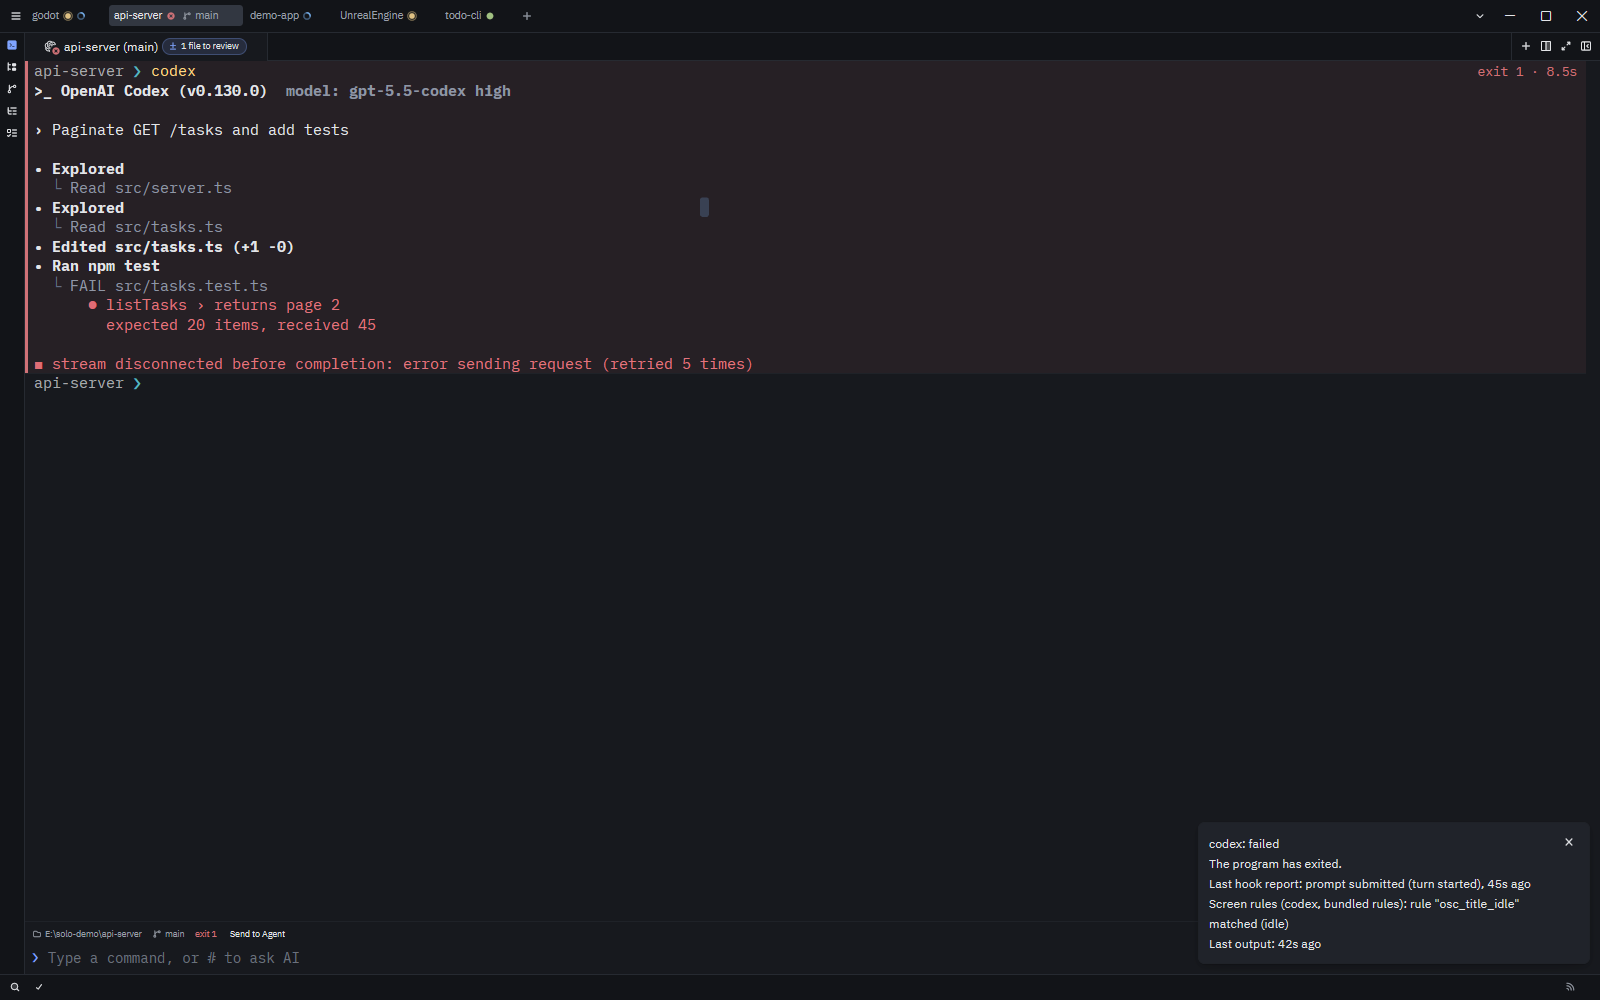 godot
api-server main
demo-app
UnrealEngine
todo-cli
api-server (main) 1 file to review
api-server ❯ codex
exit 1 · 8.5s
>_ OpenAI Codex (v0.130.0) model: gpt-5.5-codex high
› Paginate GET /tasks and add tests
• Explored
└ Read src/server.ts
• Explored
└ Read src/tasks.ts
• Edited src/tasks.ts (+1 -0)
• Ran npm test
└ FAIL src/tasks.test.ts
● listTasks › returns page 2
expected 20 items, received 45
■ stream disconnected before completion: error sending request (retried 5 times)
api-server ❯
codex: failed
The program has exited.
Last hook report: prompt submitted (turn started), 45s ago
Screen rules (codex, bundled rules): rule "osc_title_idle"
matched (idle)
Last output: 42s ago
E:\solo-demo\api-server main exit 1 Send to Agent
❯ Type a command, or # to ask AI